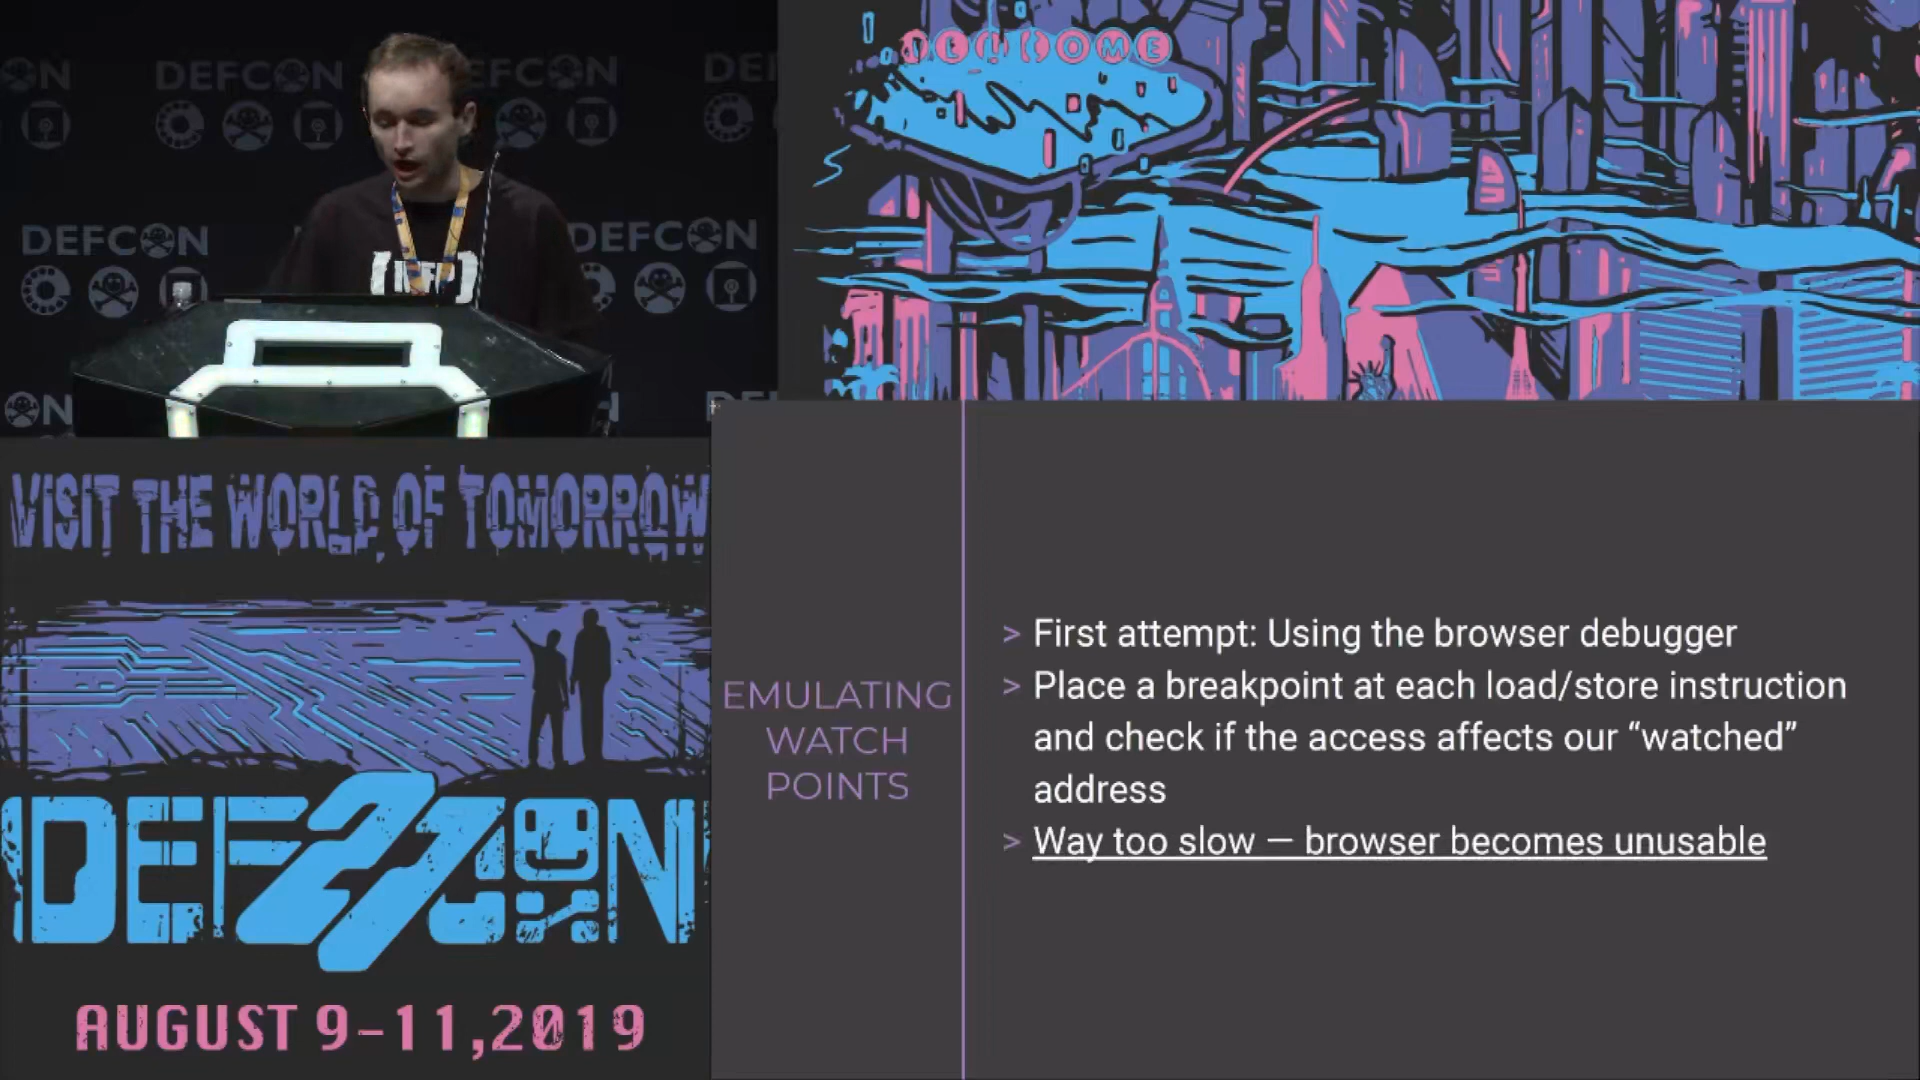 DEFCON
DEFCON
DEFCON
WELCOME
VISIT THE WORLD OF TOMORROW
DEFCON
27
AUGUST 9-11,2019
EMULATING
WATCH
POINTS
> First attempt: Using the browser debugger
> Place a breakpoint at each load/store instruction
and check if the access affects our “watched”
address
> Way too slow — browser becomes unusable